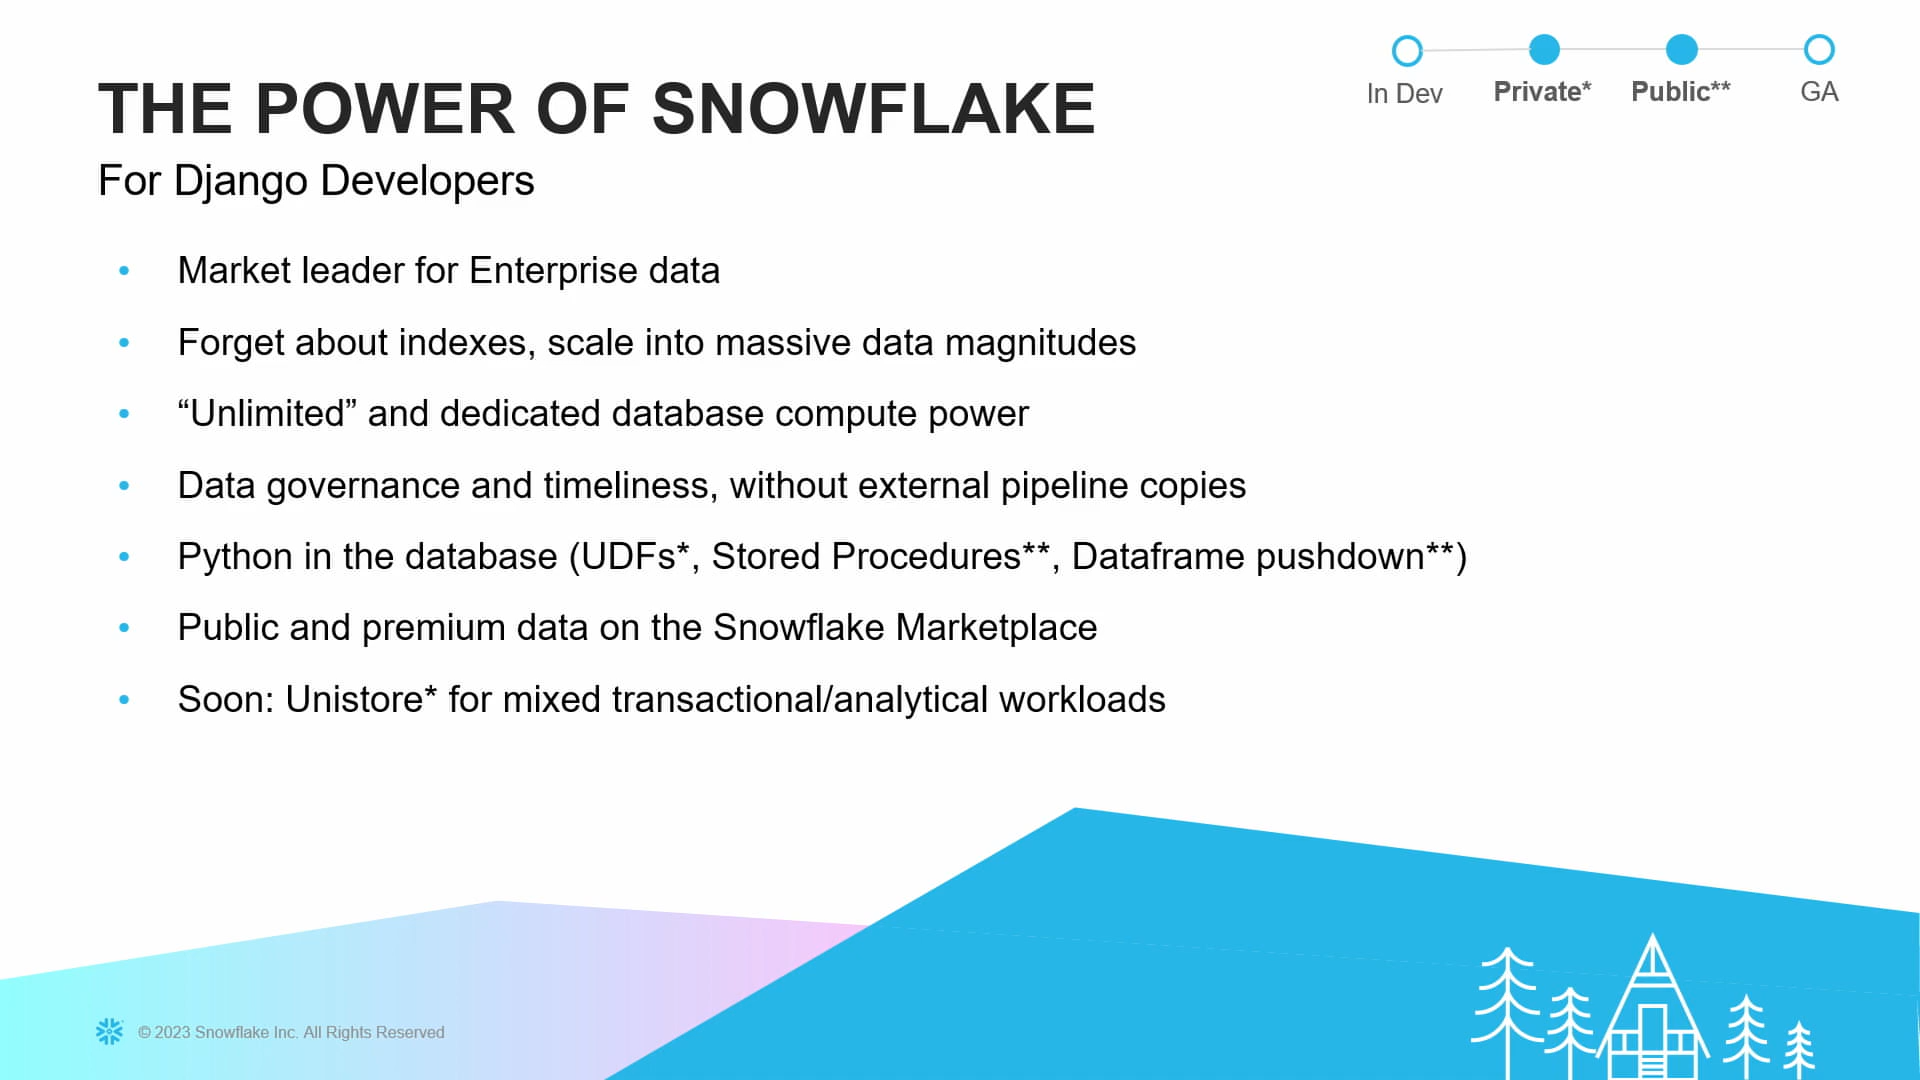 THE POWER OF SNOWFLAKE
For Django Developers
In Dev
Private*
Public**
GA
• Market leader for Enterprise data
• Forget about indexes, scale into massive data magnitudes
• “Unlimited” and dedicated database compute power
• Data governance and timeliness, without external pipeline copies
• Python in the database (UDFs*, Stored Procedures**, Dataframe pushdown**)
• Public and premium data on the Snowflake Marketplace
• Soon: Unistore* for mixed transactional/analytical workloads
© 2023 Snowflake Inc. All Rights Reserved